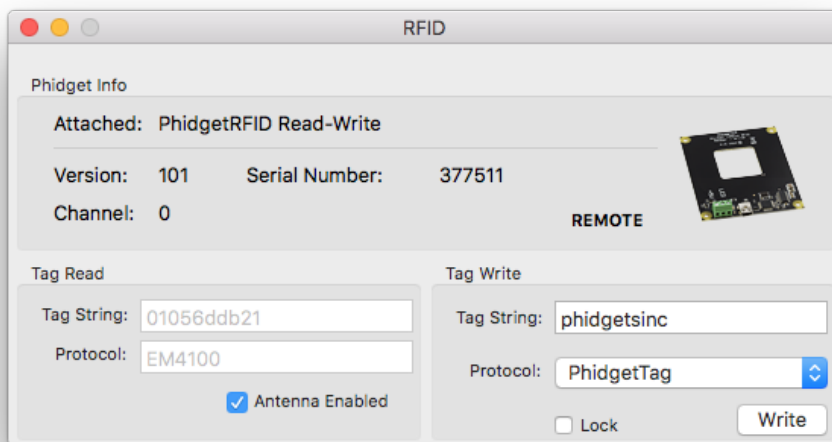 RFID
Phidget Info
Attached: PhidgetRFID Read-Write
Version: 101 Serial Number: 377511
Channel: 0
REMOTE
Tag Read
Tag String: 01056ddb21
Protocol: EM4100
Antenna Enabled
Tag Write
Tag String: phidgetsinc
Protocol: PhidgetTag
Lock
Write